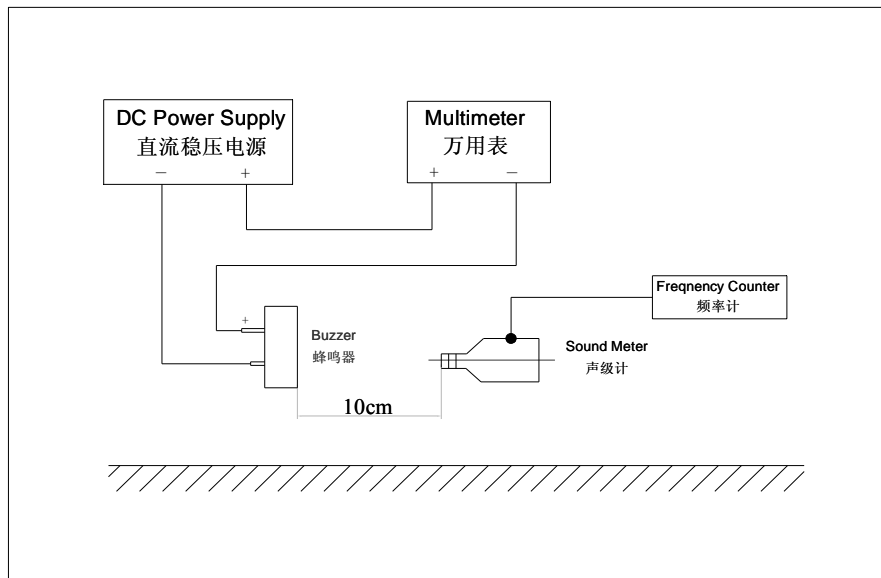 DC Power Supply
直流稳压电源
− +
Multimeter
万用表
+ −
Freqnency Counter
频率计
+
Buzzer
蜂鸣器
Sound Meter
声级计
10cm